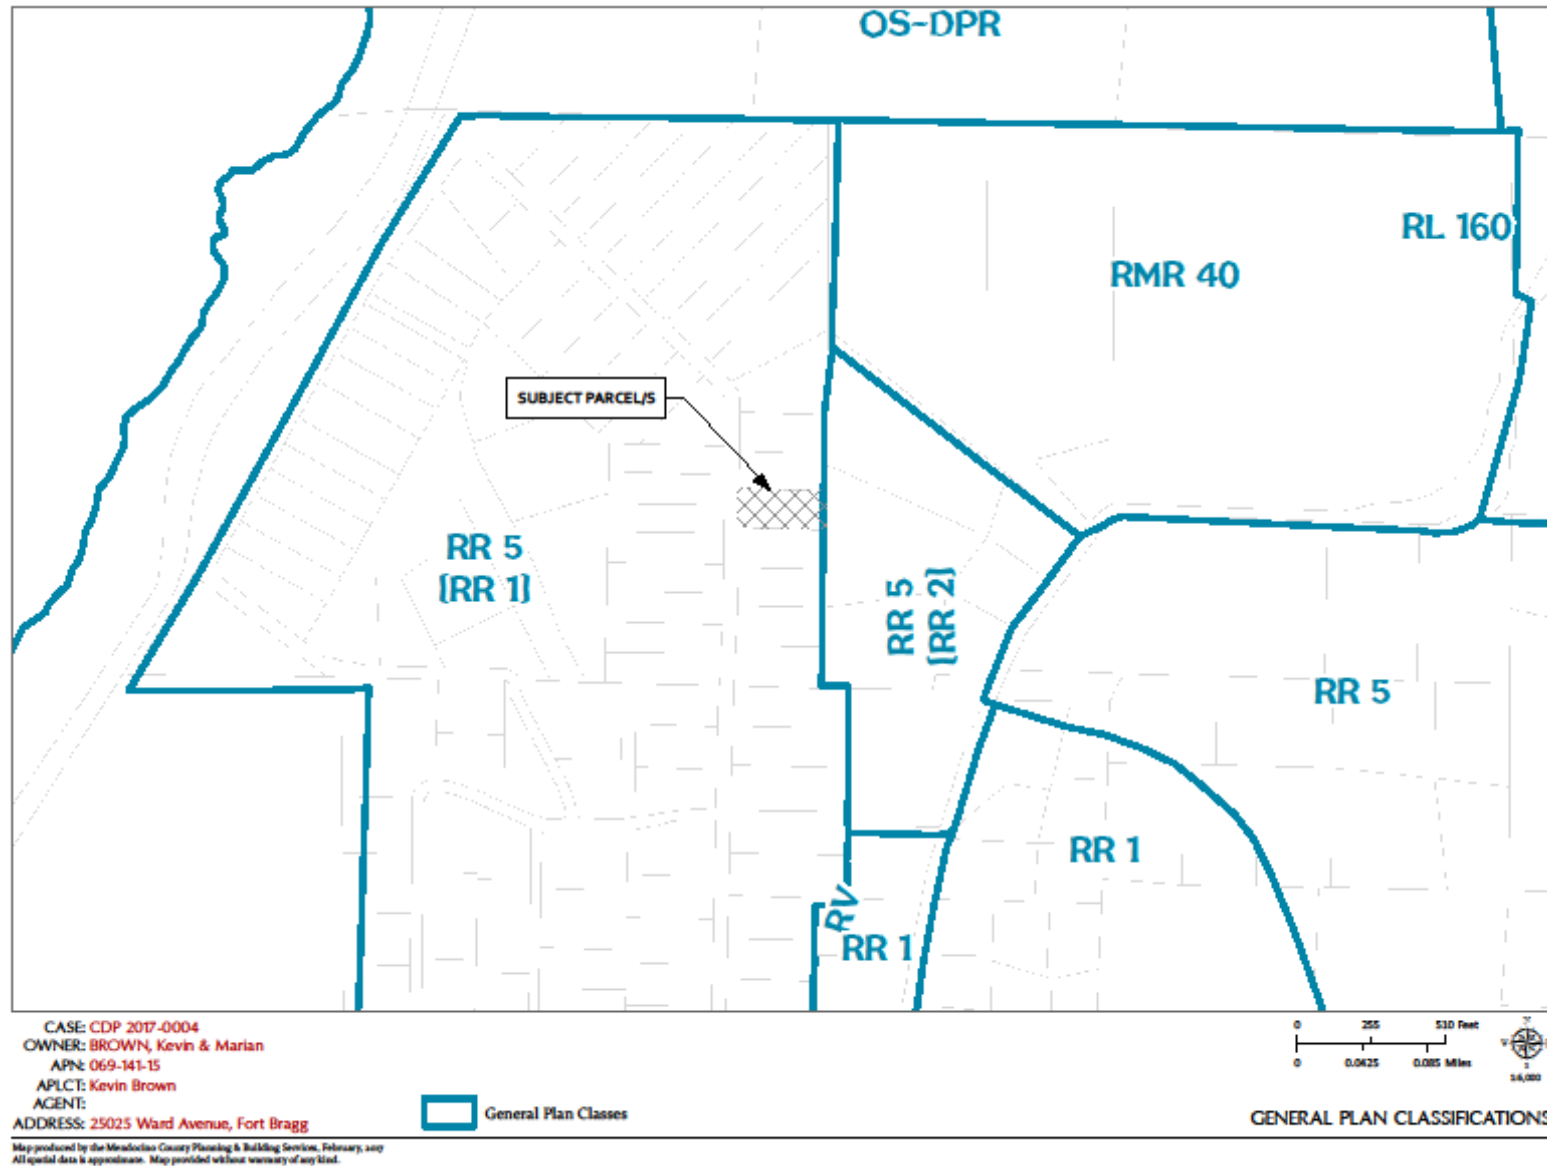 OS-DPR
RL 160
RMR 40
SUBJECT PARCEL/S
RR 5
[RR 1]
RR 5
[RR 2]
RR 5
RR 1
RV
RR 1
CASE: CDP 2017-0004
OWNER: BROWN, Kevin & Marian
APN: 069-141-15
APLCT: Kevin Brown
AGENT:
ADDRESS: 25025 Ward Avenue, Fort Bragg
General Plan Classes
0 255 510 Feet
0 0.0425 0.085 Miles
1:6,000
GENERAL PLAN CLASSIFICATIONS
Map produced by the Mendocino County Planning & Building Services, February, 2017
All spatial data is approximate. Map provided without warranty of any kind.